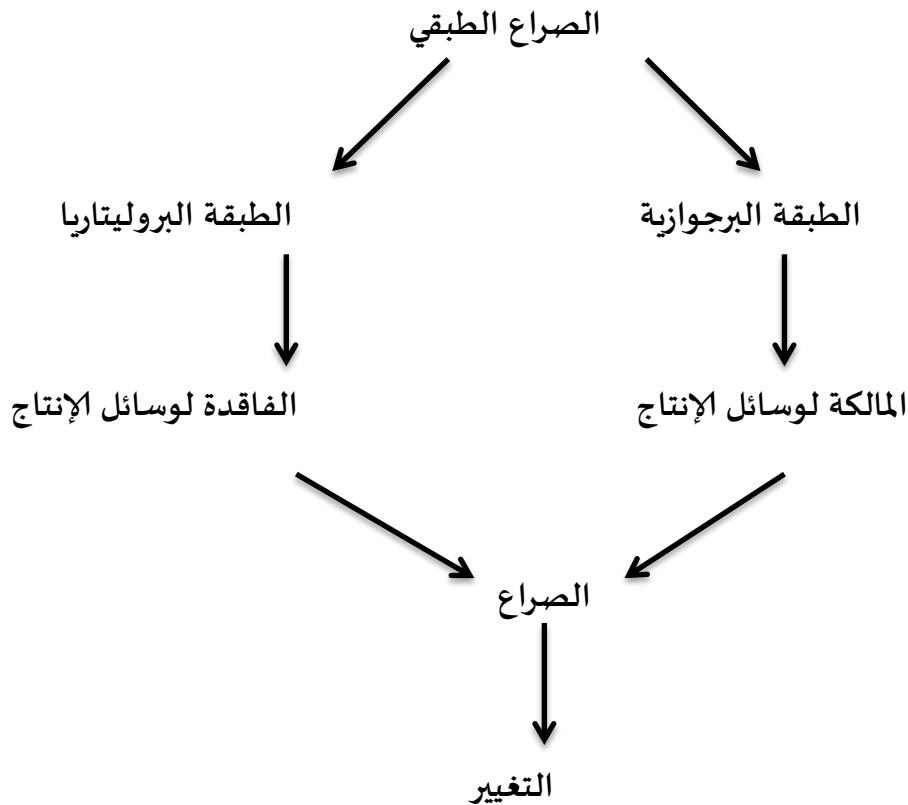 الصراع الطبقي
الطبقة البرجوازية
الطبقة البروليتاريا
المالكة لوسائل الإنتاج
الفاقدة لوسائل الإنتاج
الصراع
التغيير